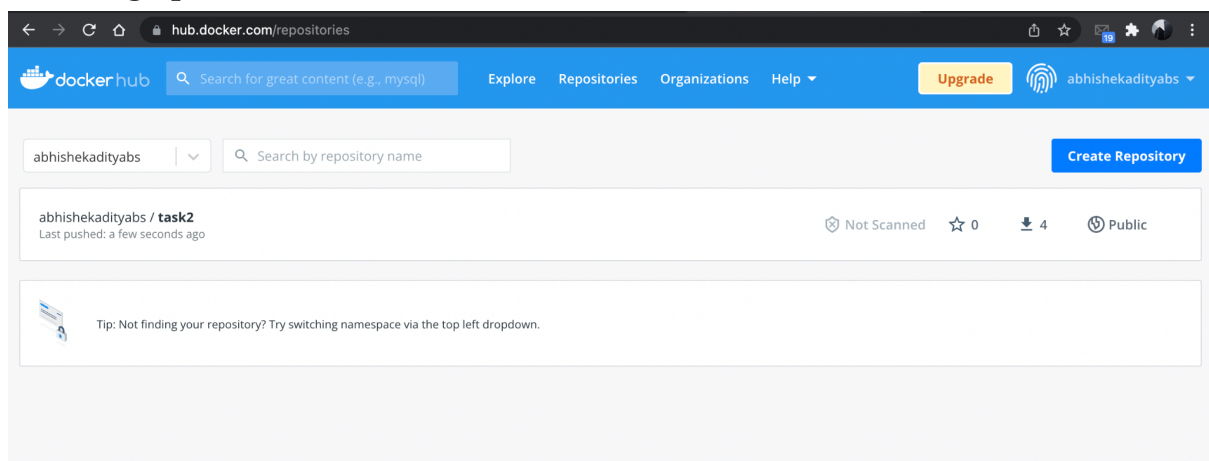 hub.docker.com/repositories
19
dockerhub
Search for great content (e.g., mysql)
Explore
Repositories
Organizations
Help
Upgrade
abhishekadityabs
abhishekadityabs
Search by repository name
Create Repository
abhishekadityabs / task2
Last pushed: a few seconds ago
Not Scanned
0
4
Public
Tip: Not finding your repository? Try switching namespace via the top left dropdown.